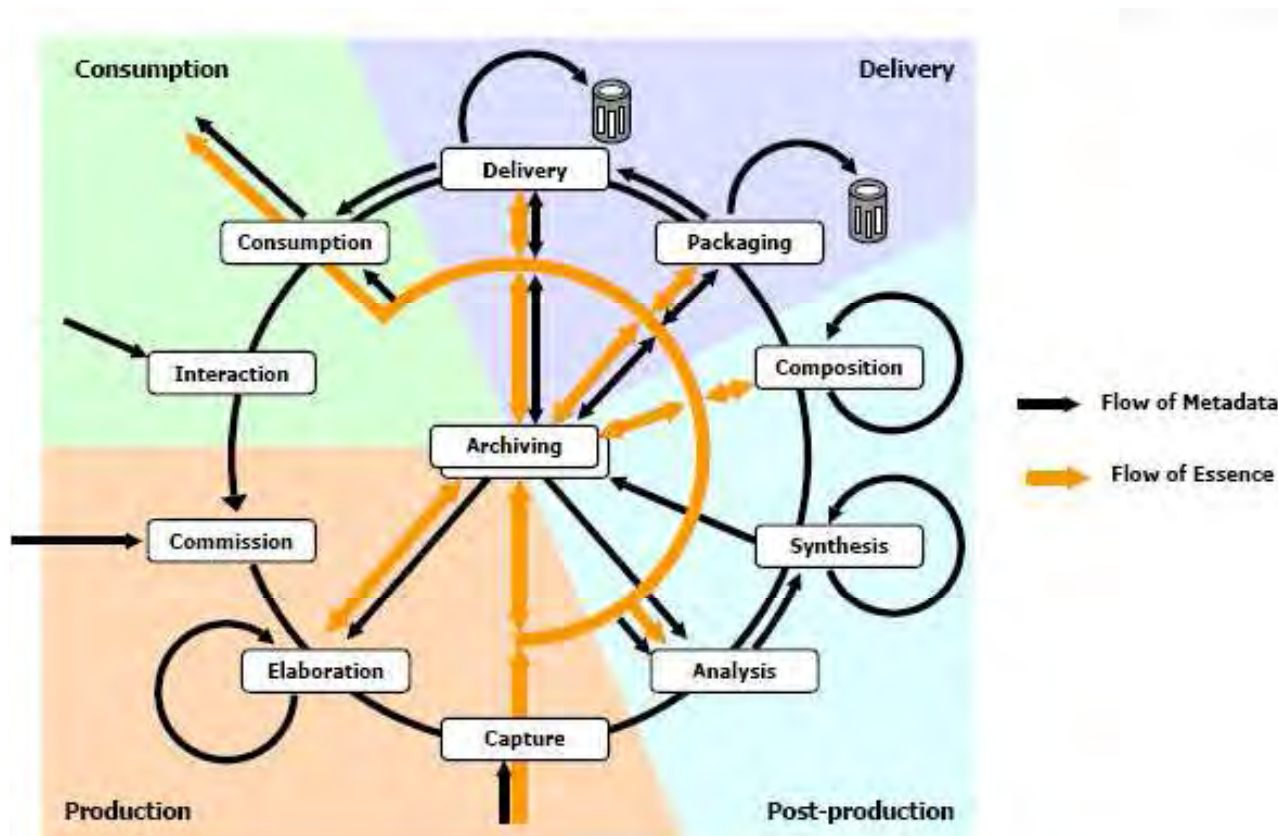 Consumption
Delivery
Delivery
Consumption
Packaging
Interaction
Composition
Flow of Metadata
Archiving
Flow of Essence
Commission
Synthesis
Elaboration
Analysis
Capture
Production
Post-production